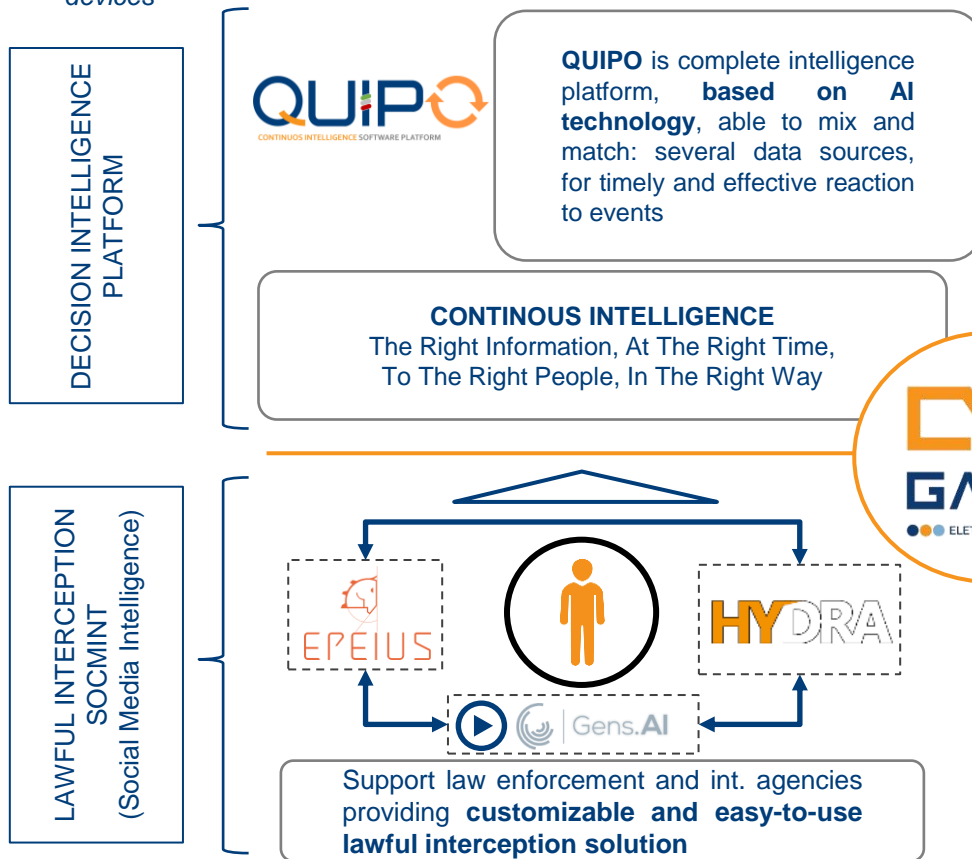 devices
DECISION INTELLIGENCE
PLATFORM
QUIPO
CONTINUOS INTELLIGENCE SOFTWARE PLATFORM
QUIPO is complete intelligence
platform, based on AI
technology, able to mix and
match: several data sources,
for timely and effective reaction
to events
CONTINOUS INTELLIGENCE
The Right Information, At The Right Time,
To The Right People, In The Right Way
LAWFUL INTERCEPTION
SOCMINT
(Social Media Intelligence)
EPEIUS
HYDRA
Gens.AI
Support law enforcement and int. agencies
providing customizable and easy-to-use
lawful interception solution